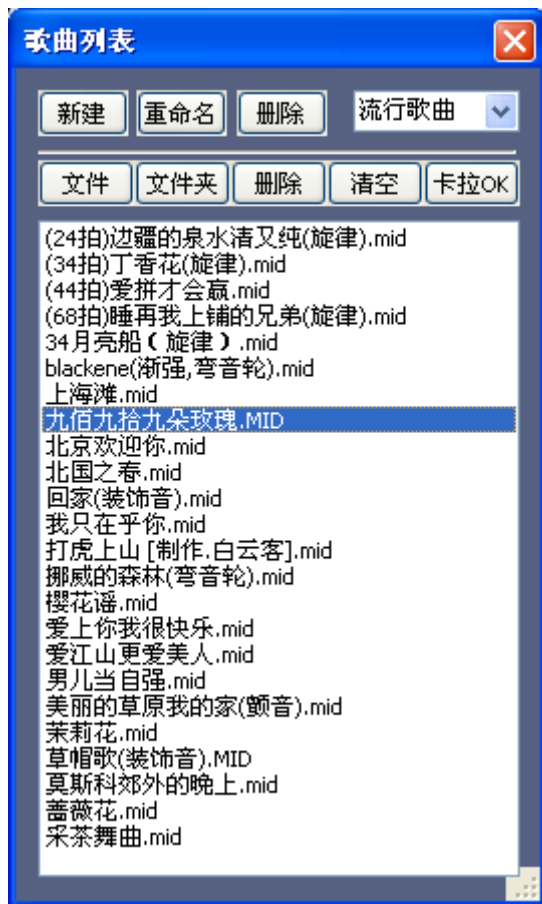 歌曲列表
新建 重命名 删除 流行歌曲
文件 文件夹 删除 清空 卡拉OK
(24拍)边疆的泉水清又纯(旋律).mid
(34拍)丁香花(旋律).mid
(44拍)爱拼才会赢.mid
(68拍)睡再我上铺的兄弟(旋律).mid
34月亮船（旋律）.mid
blackene(渐强,弯音轮).mid
上海滩.mid
九佰九拾九朵玫瑰.MID
北京欢迎你.mid
北国之春.mid
回家(装饰音).mid
我只在乎你.mid
打虎上山 [制作.白云客].mid
挪威的森林(弯音轮).mid
樱花谣.mid
爱上你我很快乐.mid
爱江山更爱美人.mid
男儿当自强.mid
美丽的草原我的家(颤音).mid
茉莉花.mid
草帽歌(装饰音).MID
莫斯科郊外的晚上.mid
蔷薇花.mid
采茶舞曲.mid